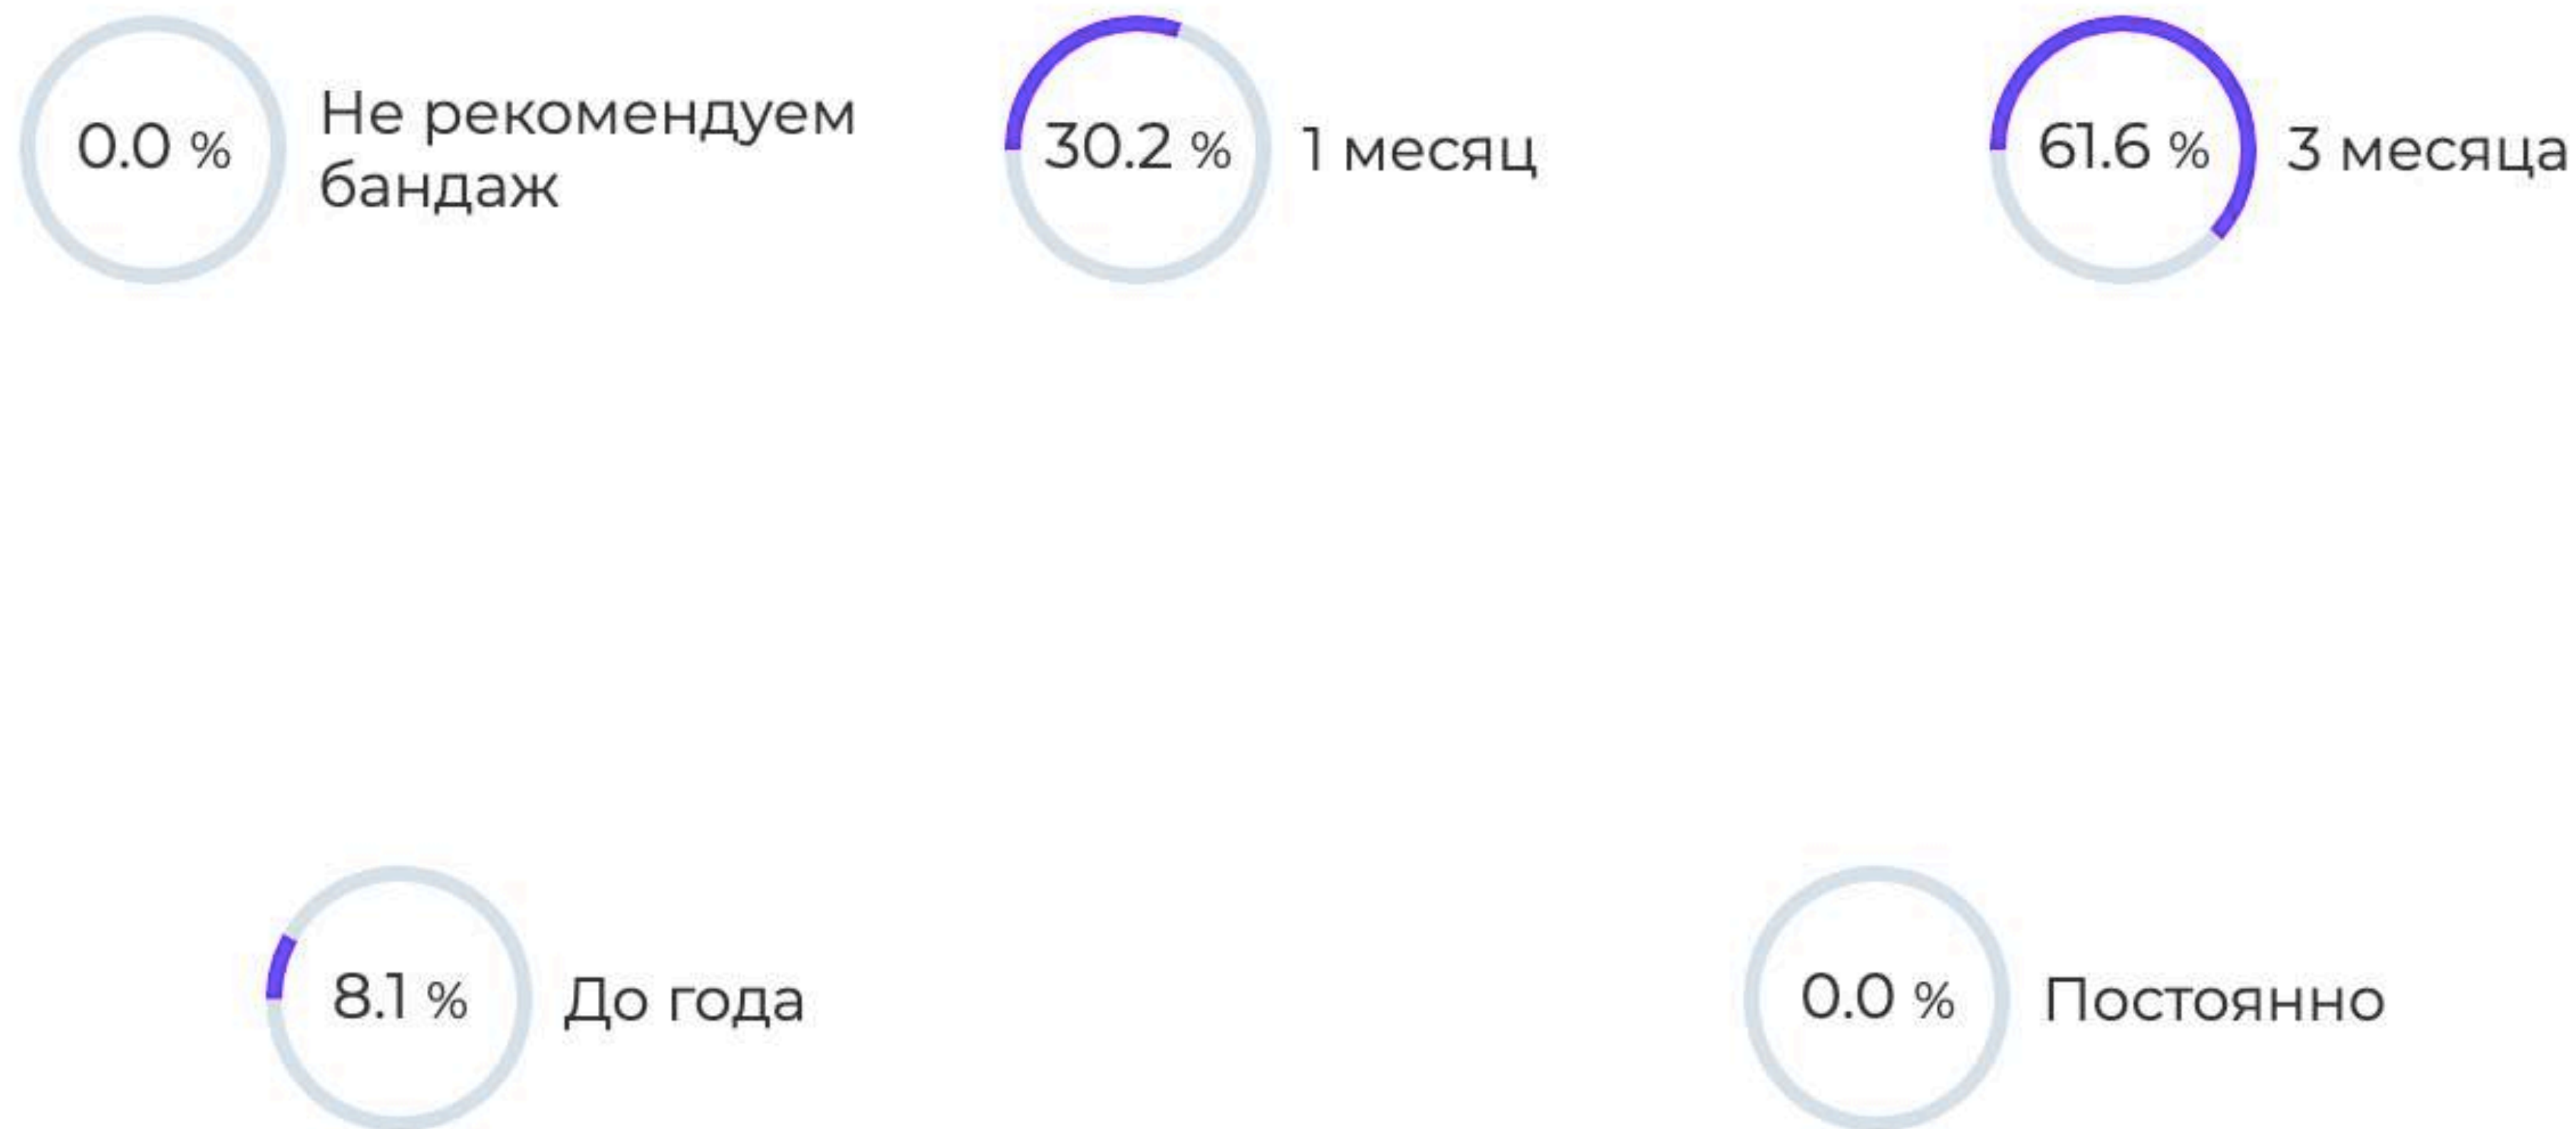 0.0 %
Не рекомендуем
бандаж
30.2 %
1 месяц
61.6 %
3 месяца
8.1 %
До года
0.0 %
Постоянно